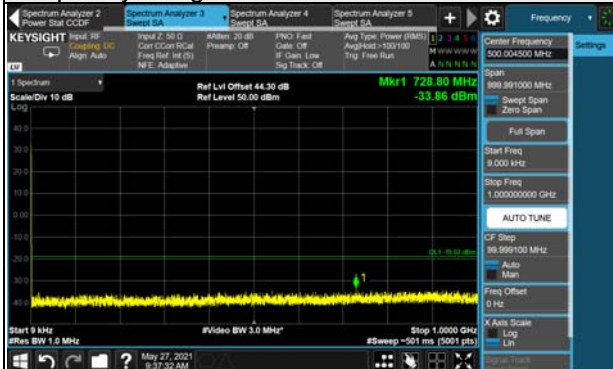 Spectrum Analyzer 2
Power Stat CCDF
Spectrum Analyzer 3
Swept SA
Spectrum Analyzer 4
Swept SA
Spectrum Analyzer 5
Swept SA
+
Frequency
KEYSIGHT
Input: RF
Coupling: DC
Align: Auto
Input Z: 50 Ω
Corr CCorr RCal
Freq Ref: Int (S)
NFE: Adaptive
#Atten: 20 dB
Preamp: Off
PNO: Fast
Gate: Off
IF Gain: Low
Sig Track: Off
Avg Type: Power (RMS)
Avg|Hold:>100/100
Trig: Free Run
1 2 3 4 5 6
M W W W W W
A N N N N N
LXI
1 Spectrum
Scale/Div 10 dB
Log
Ref Lvl Offset 44.30 dB
Ref Level 50.00 dBm
Mkr1 728.80 MHz
-33.86 dBm
40.0
30.0
20.0
10.0
0.00
-10.0
-20.0
-30.0
-40.0
DL1 -19.02 dBm
1
Start 9 kHz
#Res BW 1.0 MHz
#Video BW 3.0 MHz*
Stop 1.0000 GHz
#Sweep ~501 ms (5001 pts)
Center Frequency
500.004500 MHz
Settings
Span
999.991000 MHz
Swept Span
Zero Span
Full Span
Start Freq
9.000 kHz
Stop Freq
1.000000000 GHz
AUTO TUNE
CF Step
99.999100 MHz
Auto
Man
Freq Offset
0 Hz
X Axis Scale
Log
Lin
Signal Track
?
May 27, 2021
9:37:32 AM